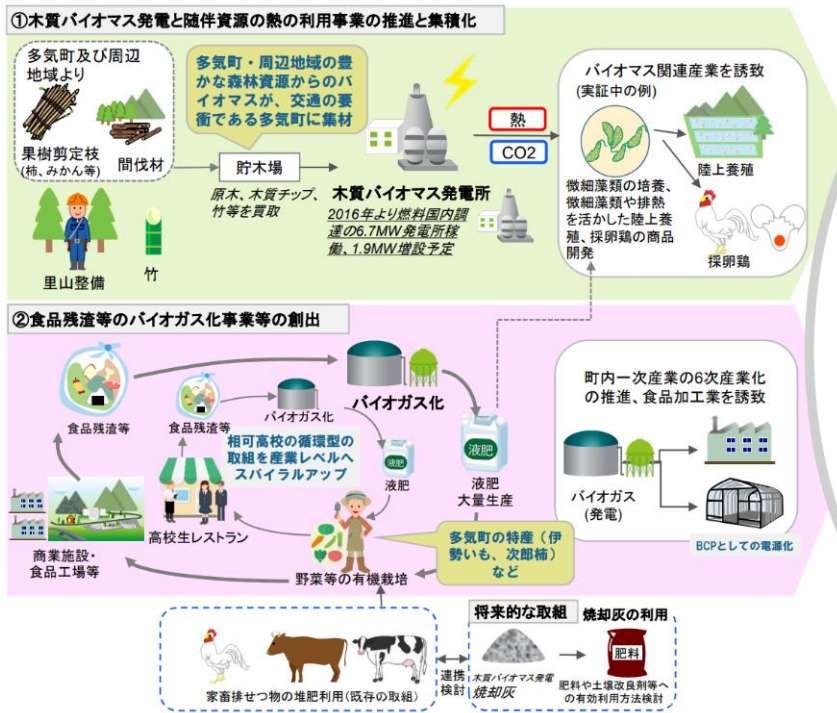 ①木質バイオマス発電と随伴資源の熱の利用事業の推進と集積化
多気町及び周辺
地域より
果樹剪定枝
(柿、みかん等)
間伐材
里山整備
竹
多気町・周辺地域の豊
かな森林資源からのバ
イオマスが、交通の要
衝である多気町に集材
貯木場
原木、木質チップ、
竹等を買取
木質バイオマス発電所
2016年より燃料国内調
達の6.7MW発電所稼
働、1.9MW増設予定
熱
CO2
バイオマス関連産業を誘致
(実証中の例)
陸上養殖
微細藻類の培養、
微細藻類や排熱
を活かした陸上養
殖、採卵鶏の商品
開発
採卵鶏
②食品残渣等のバイオガス化事業等の創出
食品残渣等
食品残渣等
バイオガス化
バイオガス化
相可高校の循環型の
取組を産業レベルへ
スパイラルアップ
液肥
液肥
液肥
液肥
大量生産
商業施設・
食品工場等
高校生レストラン
野菜等の有機栽培
多気町の特産（伊
勢いも、次郎柿）
など
町内一次産業の6次産業化
の推進、食品加工業を誘致
バイオガス
(発電)
BCPとしての電源化
家畜排せつ物の堆肥利用(既存の取組)
連携
検討
将来的な取組
焼却灰の利用
木質バイオマス発電
焼却灰
肥料
肥料や土壌改良剤等へ
の有効利用方法検討